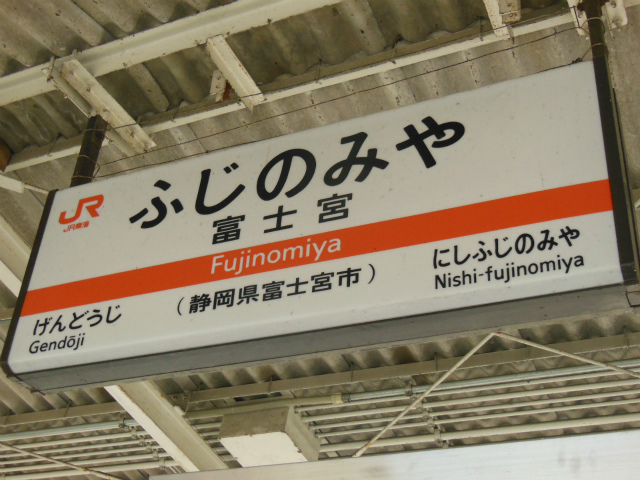 JR
JR東海
ふじのみや
富士宮
Fujinomiya
(静岡県富士宮市)
げんどうじ
Gendōji
にしふじのみや
Nishi-fujinomiya